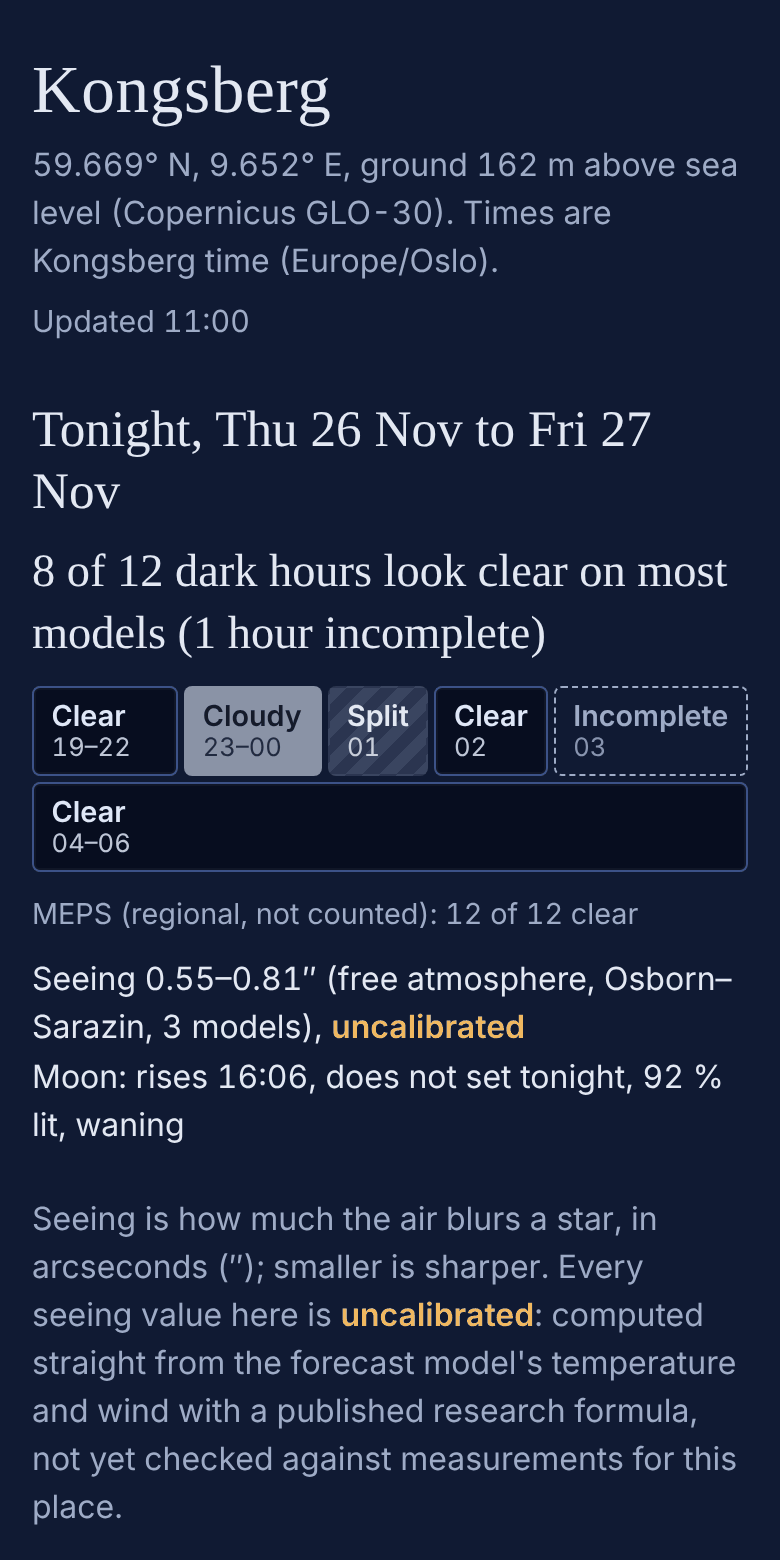 Kongsberg
59.669° N, 9.652° E, ground 162 m above sea
level (Copernicus GLO-30). Times are
Kongsberg time (Europe/Oslo).
Updated 11:00
Tonight, Thu 26 Nov to Fri 27
Nov
8 of 12 dark hours look clear on most
models (1 hour incomplete)
Clear
19–22
Cloudy
23–00
Split
01
Clear
02
Incomplete
03
Clear
04–06
MEPS (regional, not counted): 12 of 12 clear
Seeing 0.55–0.81″ (free atmosphere, Osborn–
Sarazin, 3 models), uncalibrated
Moon: rises 16:06, does not set tonight, 92 %
lit, waning
Seeing is how much the air blurs a star, in
arcseconds (″); smaller is sharper. Every
seeing value here is uncalibrated: computed
straight from the forecast model's temperature
and wind with a published research formula,
not yet checked against measurements for this
place.